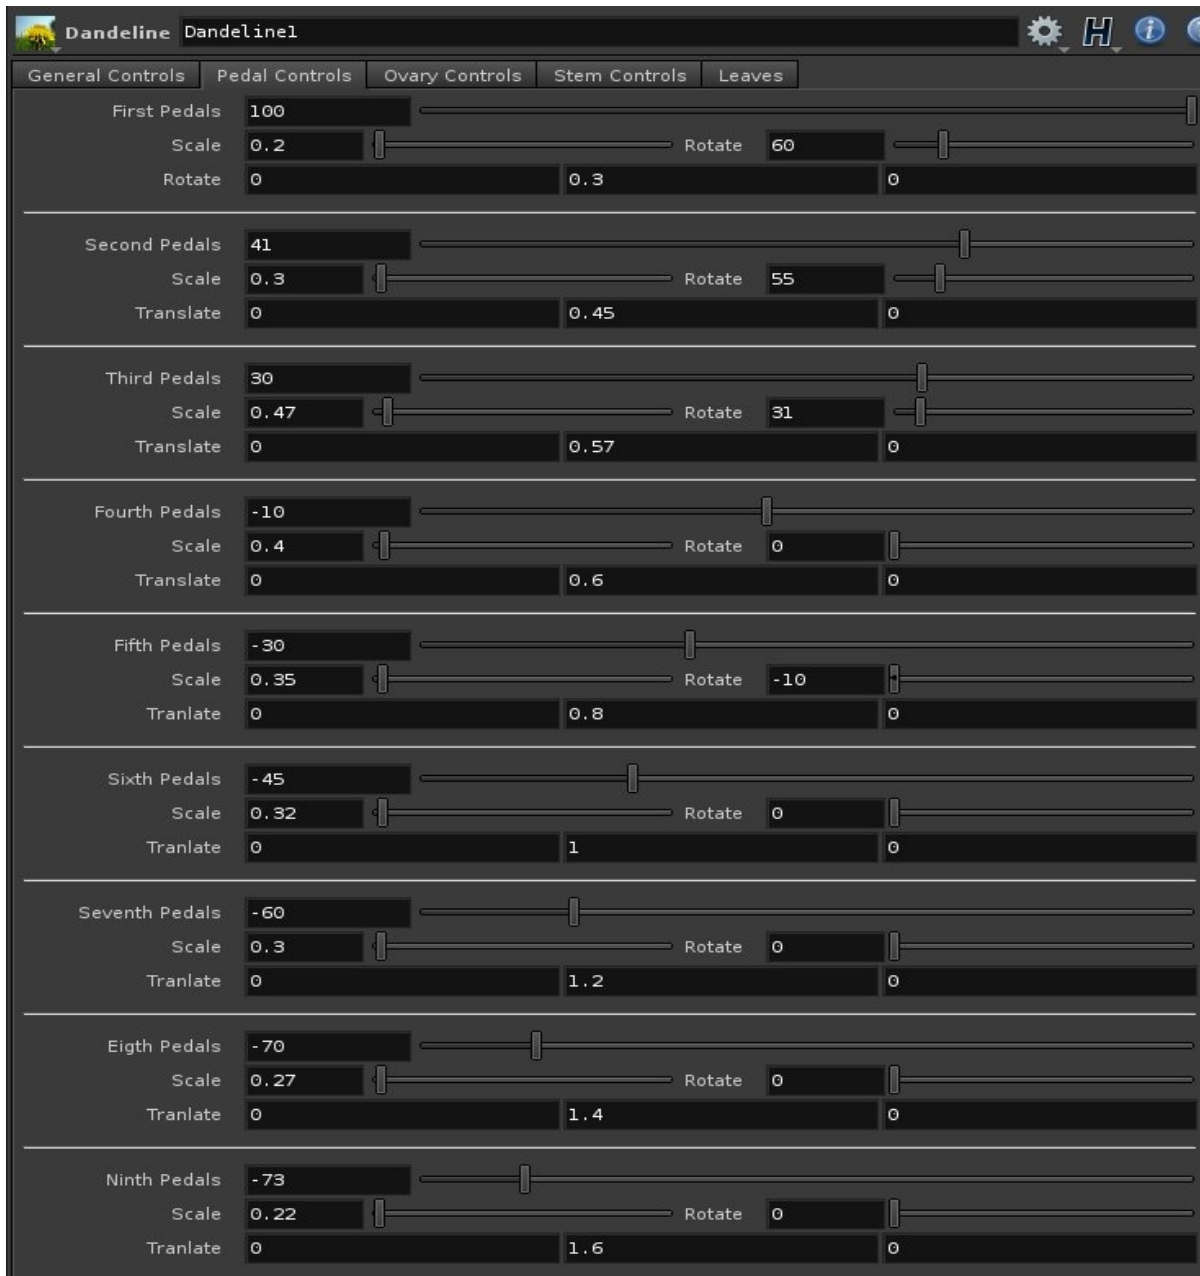 Dandeline Dandeline1
General Controls Pedal Controls Ovary Controls Stem Controls Leaves
First Pedals 100
Scale 0.2 Rotate 60
Rotate 0 0.3 0
Second Pedals 41
Scale 0.3 Rotate 55
Translate 0 0.45 0
Third Pedals 30
Scale 0.47 Rotate 31
Translate 0 0.57 0
Fourth Pedals -10
Scale 0.4 Rotate 0
Translate 0 0.6 0
Fifth Pedals -30
Scale 0.35 Rotate -10
Tranlate 0 0.8 0
Sixth Pedals -45
Scale 0.32 Rotate 0
Tranlate 0 1 0
Seventh Pedals -60
Scale 0.3 Rotate 0
Tranlate 0 1.2 0
Eigth Pedals -70
Scale 0.27 Rotate 0
Tranlate 0 1.4 0
Ninth Pedals -73
Scale 0.22 Rotate 0
Tranlate 0 1.6 0